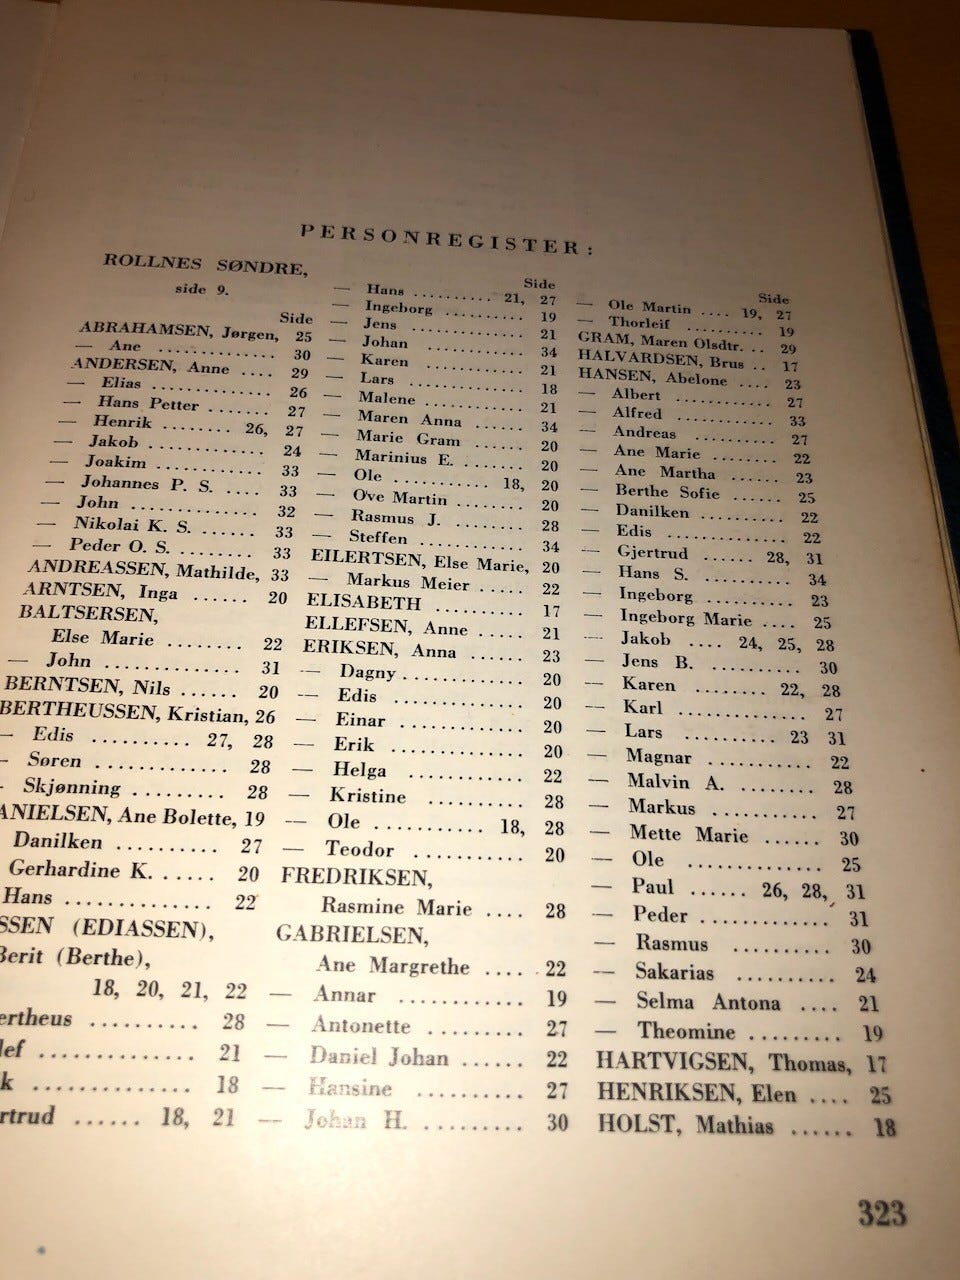 PERSONREGISTER:
ROLLNES SØNDRE,
side 9.
Side
ABRAHAMSEN, Jørgen, 25
— Ane ............. 30
ANDERSEN, Anne .... 29
— Elias ............ 26
— Hans Petter ....... 27
— Henrik ........ 26, 27
— Jakob ............ 24
— Joakim ........... 33
— Johannes P. S. .... 33
— John ............. 32
— Nikolai K. S. ...... 33
— Peder O. S. ........ 33
ANDREASSEN, Mathilde, 33
ARNTSEN, Inga ...... 20
BALTSERSEN,
Else Marie ........ 22
— John ............. 31
BERNTSEN, Nils ...... 20
BERTHEUSSEN, Kristian, 26
— Edis .......... 27, 28
— Søren ............ 28
- Skjønning ......... 28
ANIELSEN, Ane Bolette, 19
Danilken .......... 27
Gerhardine K. ..... 20
Hans ............. 22
SSEN (EDIASSEN),
Berit (Berthe),
18, 20, 21, 22
ertheus .......... 28
lef ............. 21
k .............. 18
rtrud ...... 18, 21
Side
— Hans .......... 21, 27
— Ingeborg .......... 19
— Jens ............. 21
— Johan ............ 34
— Karen ............ 21
— Lars ............. 18
— Malene ........... 21
— Maren Anna ...... 34
— Marie Gram ...... 20
— Marinius E. ....... 20
— Ole ........... 18, 20
— Ove Martin ....... 20
— Rasmus J. ........ 28
— Steffen ........... 34
EILERTSEN, Else Marie, 20
— Markus Meier ..... 22
ELISABETH .......... 17
ELLEFSEN, Anne ..... 21
ERIKSEN, Anna ...... 23
— Dagny ............ 20
— Edis ............. 20
— Einar ............ 20
— Erik ............. 20
— Helga ............ 22
— Kristine .......... 28
— Ole ........... 18, 28
— Teodor ........... 20
FREDRIKSEN,
Rasmine Marie .... 28
GABRIELSEN,
Ane Margrethe .... 22
— Annar ........... 19
— Antonette ......... 27
— Daniel Johan ...... 22
— Hansine .......... 27
— Johan H. ......... 30
Side
— Ole Martin .... 19, 27
— Thorleif .......... 19
GRAM, Maren Olsdtr. .. 29
HALVARDSEN, Brus .. 17
HANSEN, Abelone .... 23
— Albert ........... 27
— Alfred ........... 33
— Andreas .......... 27
— Ane Marie ........ 22
— Ane Martha ....... 23
— Berthe Sofie ...... 25
— Danilken .......... 22
— Edis ............. 22
— Gjertrud ...... 28, 31
— Hans S. .......... 34
— Ingeborg .......... 23
— Ingeborg Marie .... 25
— Jakob .... 24, 25, 28
— Jens B. .......... 30
— Karen ........ 22, 28
— Karl ............. 27
— Lars .......... 23 31
— Magnar ........... 22
— Malvin A. ........ 28
— Markus ........... 27
— Mette Marie ...... 30
— Ole ............. 25
— Paul ...... 26, 28, 31
— Peder ............ 31
— Rasmus .......... 30
— Sakarias .......... 24
— Selma Antona .... 21
— Theomine ......... 19
HARTVIGSEN, Thomas, 17
HENRIKSEN, Elen .... 25
HOLST, Mathias ...... 18
323